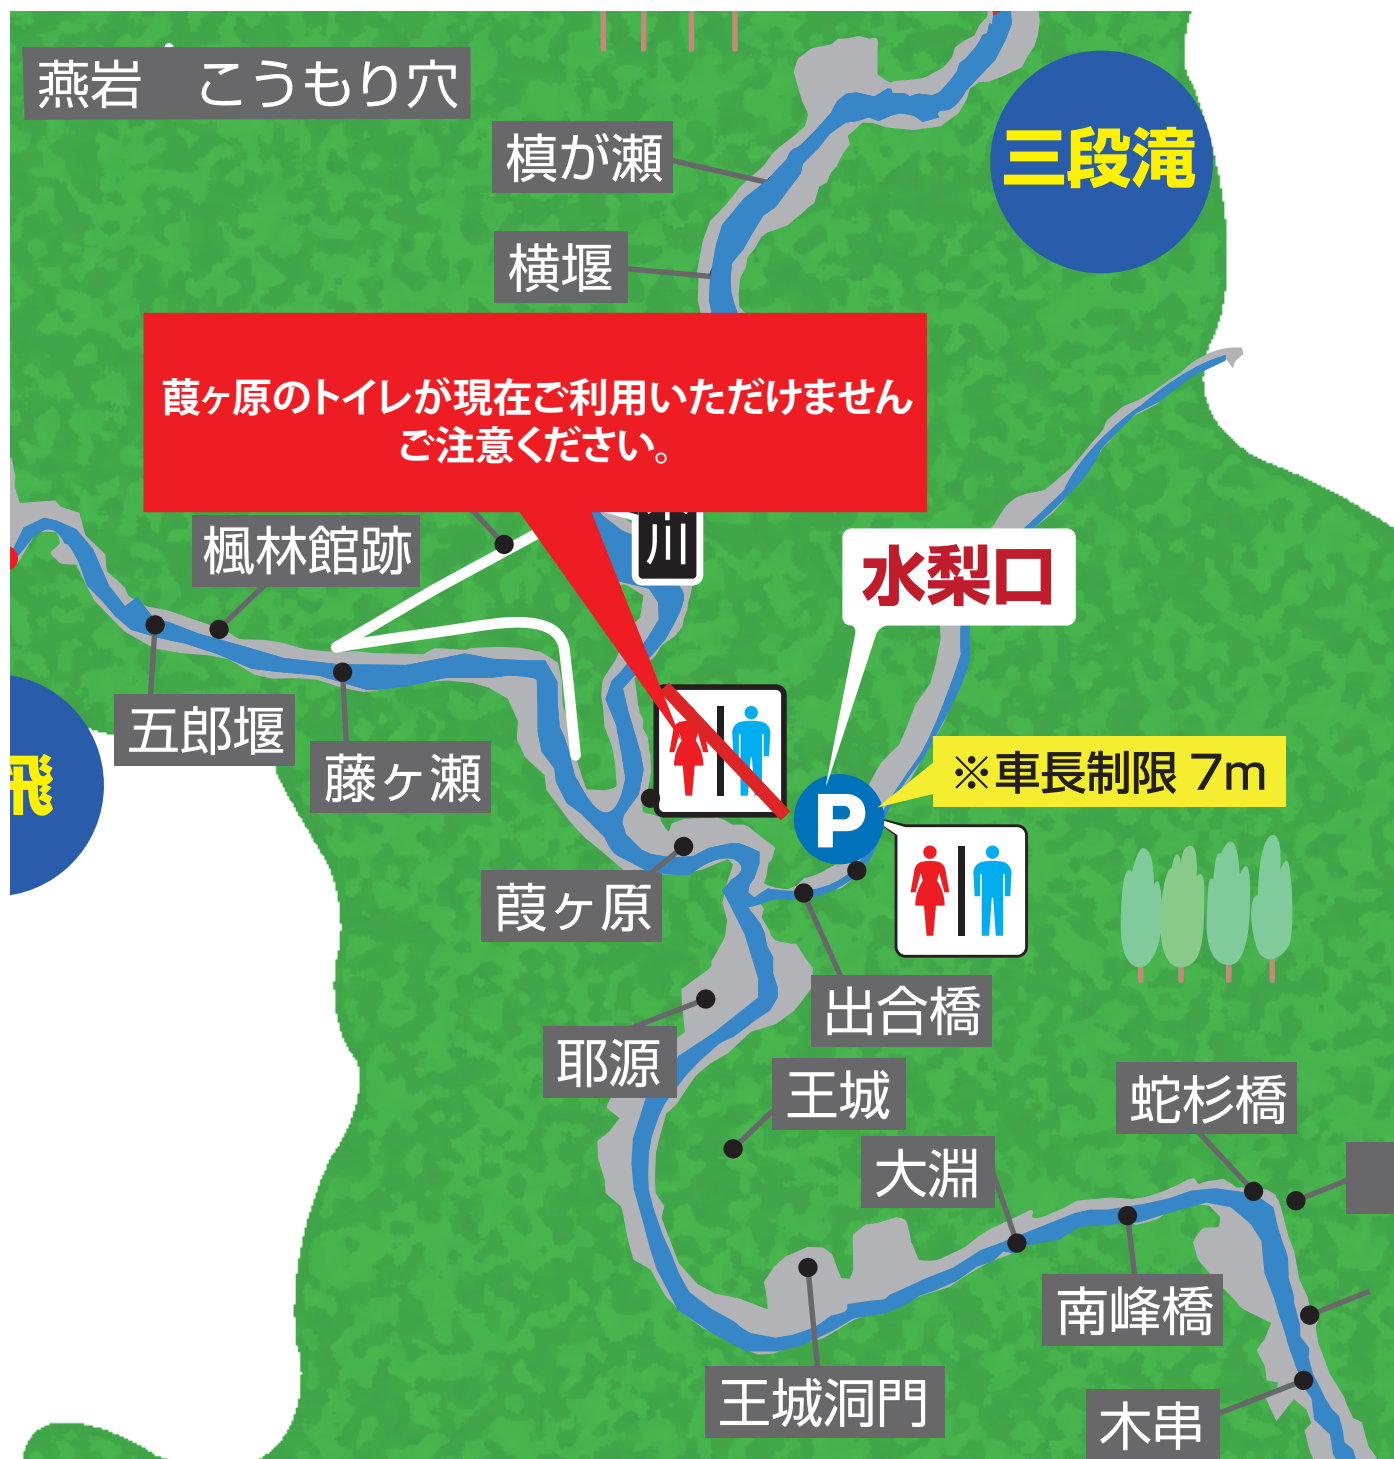 燕岩　こうもり穴
槙が瀬
三段滝
横堰
葭ヶ原のトイレが現在ご利用いただけません
ご注意ください。
川
楓林館跡
水梨口
五郎堰
藤ヶ瀬
※車長制限 7m
P
葭ヶ原
出合橋
耶源
王城
蛇杉橋
大淵
南峰橋
王城洞門
木串